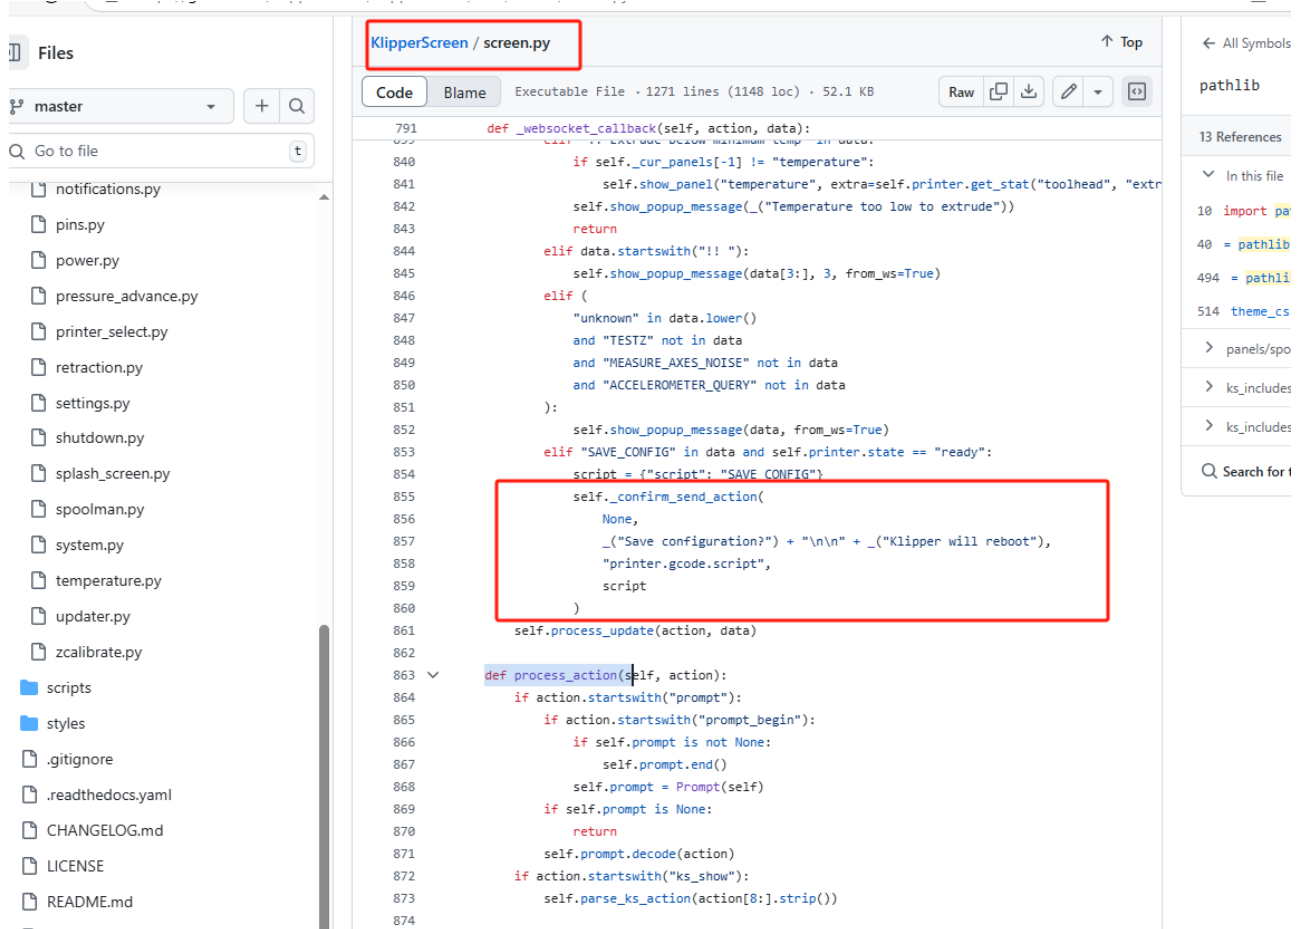 Files
master
Go to file
t
notifications.py
pins.py
power.py
pressure_advance.py
printer_select.py
retraction.py
settings.py
shutdown.py
splash_screen.py
spoolman.py
system.py
temperature.py
updater.py
zcalibrate.py
scripts
styles
.gitignore
.readthedocs.yaml
CHANGELOG.md
LICENSE
README.md
KlipperScreen / screen.py
Top
Code Blame Executable File · 1271 lines (1148 loc) · 52.1 KB Raw
791 def _websocket_callback(self, action, data):
840 if self._cur_panels[-1] != "temperature":
841 self.show_panel("temperature", extra=self.printer.get_stat("toolhead", "extr
842 self.show_popup_message(_("Temperature too low to extrude"))
843 return
844 elif data.startswith("!! "):
845 self.show_popup_message(data[3:], 3, from_ws=True)
846 elif (
847 "unknown" in data.lower()
848 and "TESTZ" not in data
849 and "MEASURE_AXES_NOISE" not in data
850 and "ACCELEROMETER_QUERY" not in data
851 ):
852 self.show_popup_message(data, from_ws=True)
853 elif "SAVE_CONFIG" in data and self.printer.state == "ready":
854 script = {"script": "SAVE_CONFIG"}
855 self._confirm_send_action(
856 None,
857 _("Save configuration?") + "\n\n" + _("Klipper will reboot"),
858 "printer.gcode.script",
859 script
860 )
861 self.process_update(action, data)
862
863 def process_action(self, action):
864 if action.startswith("prompt"):
865 if action.startswith("prompt_begin"):
866 if self.prompt is not None:
867 self.prompt.end()
868 self.prompt = Prompt(self)
869 if self.prompt is None:
870 return
871 self.prompt.decode(action)
872 if action.startswith("ks_show"):
873 self.parse_ks_action(action[8:].strip())
874
All Symbols
pathlib
13 References
In this file
10 import pa
40 = pathlib
494 = pathli
514 theme_cs
panels/spo
ks_includes
ks_includes
Search for t